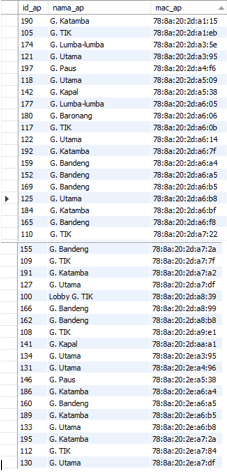 id_ap nama_ap mac_ap
190 G. Katamba 78:8a:20:2d:a1:15
105 G. TIK 78:8a:20:2d:a1:eb
174 G. Lumba-lumba 78:8a:20:2d:a3:5e
121 G. Utama 78:8a:20:2d:a3:95
197 G. Paus 78:8a:20:2d:a4:f6
118 G. Utama 78:8a:20:2d:a5:09
142 G. Kapal 78:8a:20:2d:a5:38
177 G. Lumba-lumba 78:8a:20:2d:a6:05
180 G. Baronang 78:8a:20:2d:a6:06
117 G. TIK 78:8a:20:2d:a6:0b
122 G. Utama 78:8a:20:2d:a6:14
192 G. Katamba 78:8a:20:2d:a6:7f
159 G. Bandeng 78:8a:20:2d:a6:a4
152 G. Bandeng 78:8a:20:2d:a6:a5
169 G. Bandeng 78:8a:20:2d:a6:b5
125 G. Utama 78:8a:20:2d:a6:b8
184 G. Katamba 78:8a:20:2d:a6:bf
165 G. Bandeng 78:8a:20:2d:a6:f8
110 G. TIK 78:8a:20:2d:a7:22
155 G. Bandeng 78:8a:20:2d:a7:2a
109 G. TIK 78:8a:20:2d:a7:7f
191 G. Katamba 78:8a:20:2d:a7:a2
127 G. Utama 78:8a:20:2d:a7:df
100 Lobby G. TIK 78:8a:20:2d:a8:39
166 G. Bandeng 78:8a:20:2d:a8:99
162 G. Bandeng 78:8a:20:2d:a8:b8
108 G. TIK 78:8a:20:2d:a9:e1
141 G. Kapal 78:8a:20:2d:aa:a1
134 G. Utama 78:8a:20:2e:a3:95
131 G. Utama 78:8a:20:2e:a4:96
146 G. Paus 78:8a:20:2e:a5:38
186 G. Katamba 78:8a:20:2e:a6:a4
160 G. Bandeng 78:8a:20:2e:a6:a5
189 G. Katamba 78:8a:20:2e:a6:b5
133 G. Utama 78:8a:20:2e:a6:b8
195 G. Katamba 78:8a:20:2e:a7:2a
112 G. TIK 78:8a:20:2e:a7:84
130 G. Utama 78:8a:20:2e:a7:df